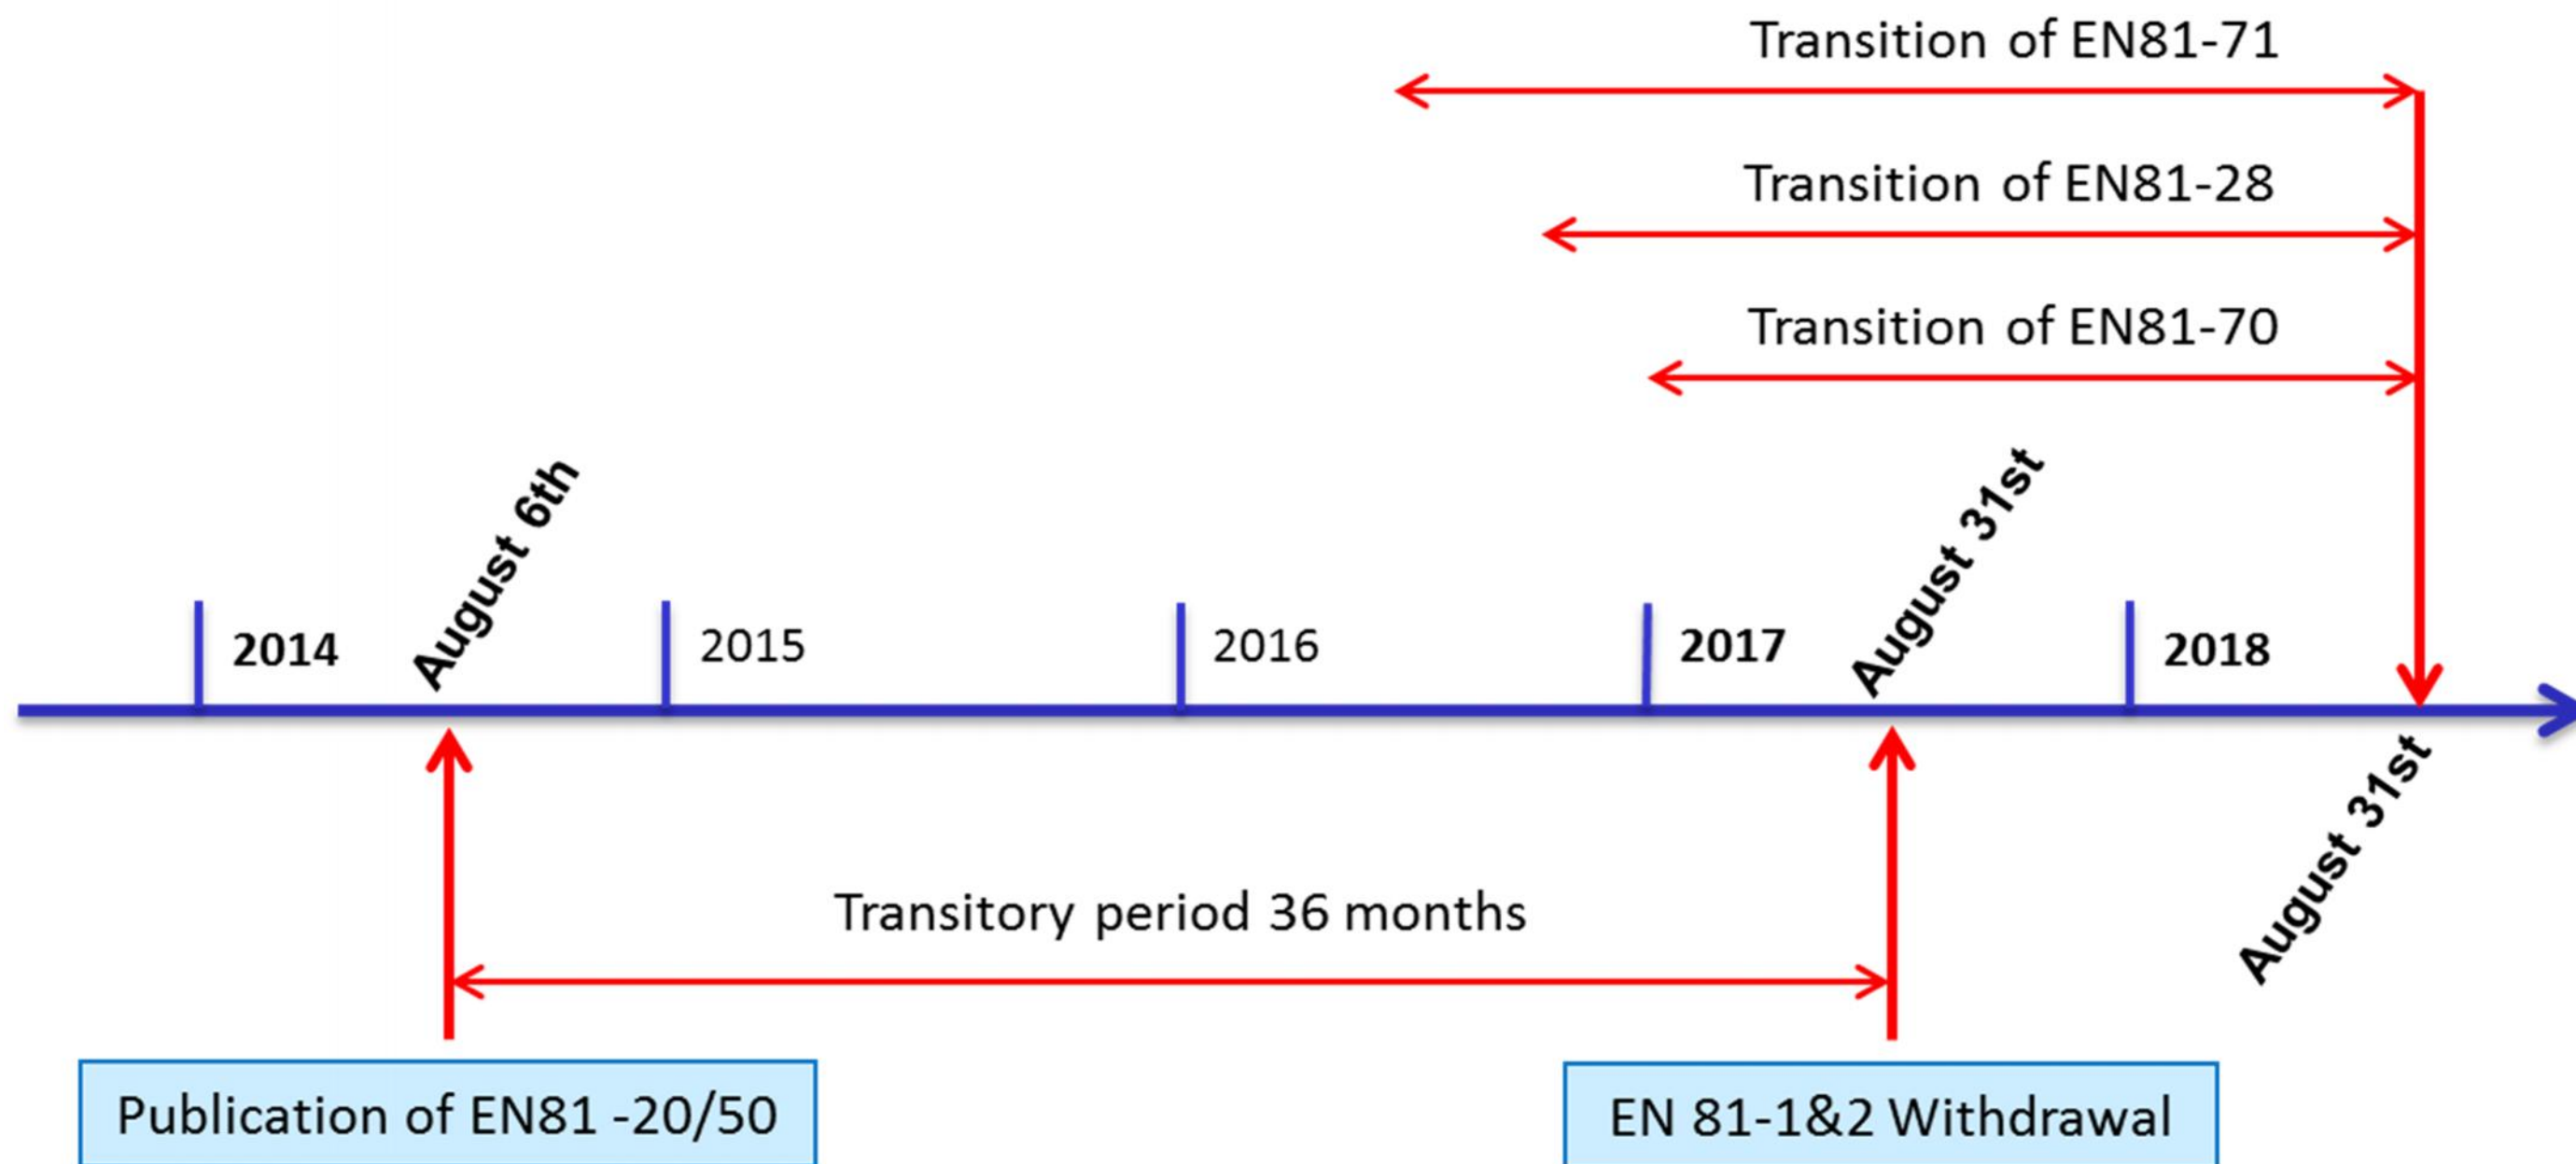 Transition of EN81-71
Transition of EN81-28
Transition of EN81-70
August 6th
August 31st
2014
2015
2016
2017
2018
August 31st
Transitory period 36 months
Publication of EN81 -20/50
EN 81-1&2 Withdrawal